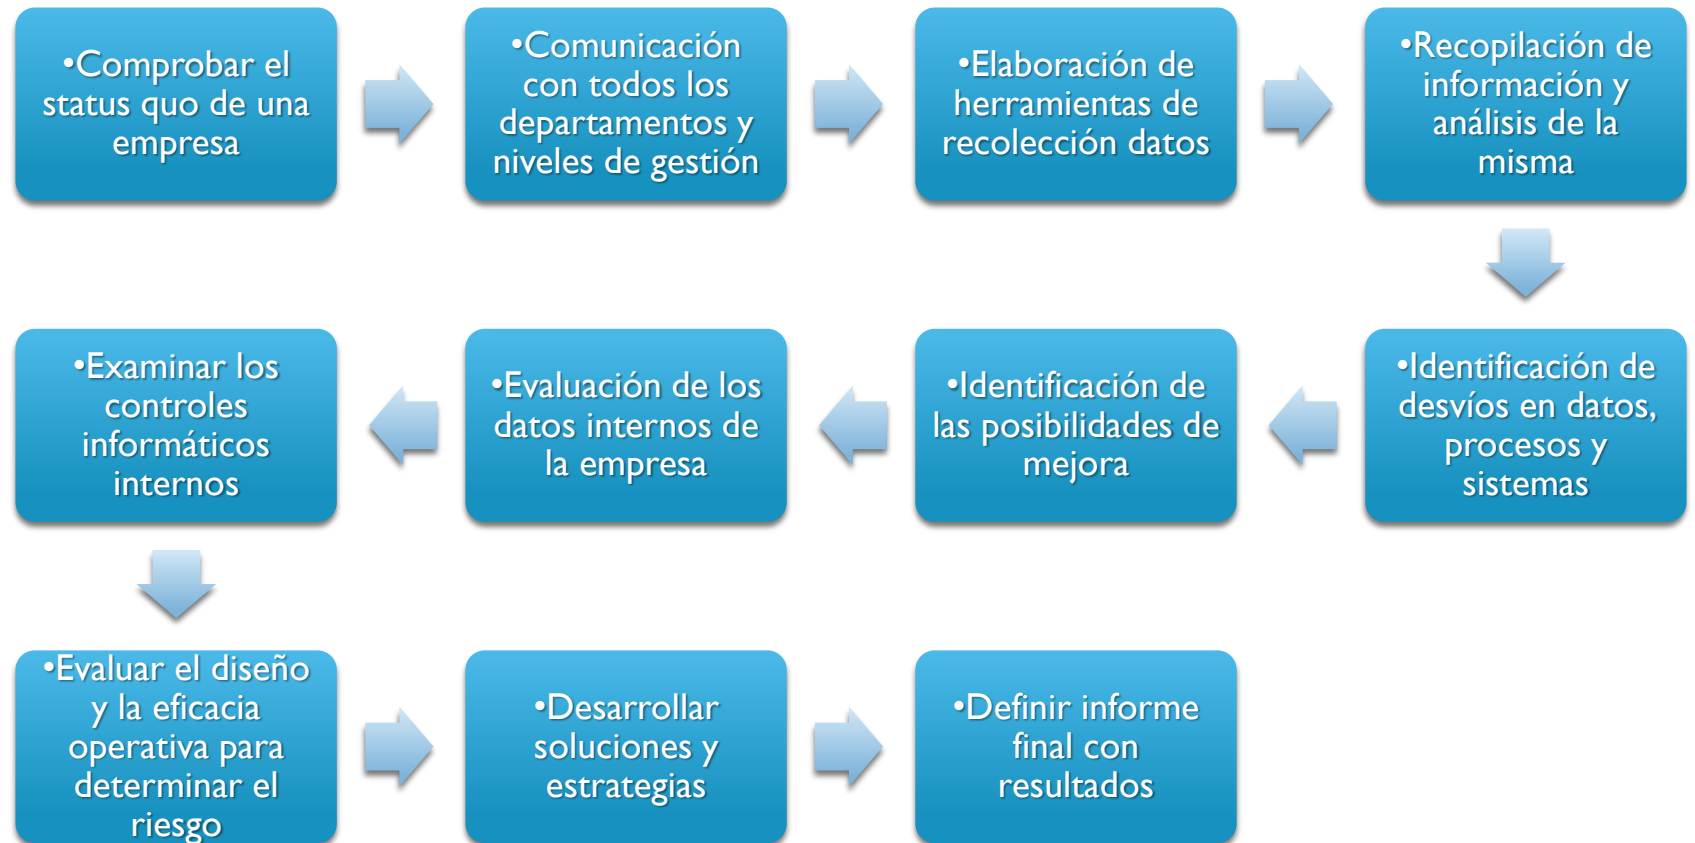 •Comprobar el
status quo de una
empresa
•Comunicación
con todos los
departamentos y
niveles de gestión
•Elaboración de
herramientas de
recolección datos
•Recopilación de
información y
análisis de la
misma
•Identificación de
desvíos en datos,
procesos y
sistemas
•Identificación de
las posibilidades de
mejora
•Evaluación de los
datos internos de
la empresa
•Examinar los
controles
informáticos
internos
•Evaluar el diseño
y la eficacia
operativa para
determinar el
riesgo
•Desarrollar
soluciones y
estrategias
•Definir informe
final con
resultados